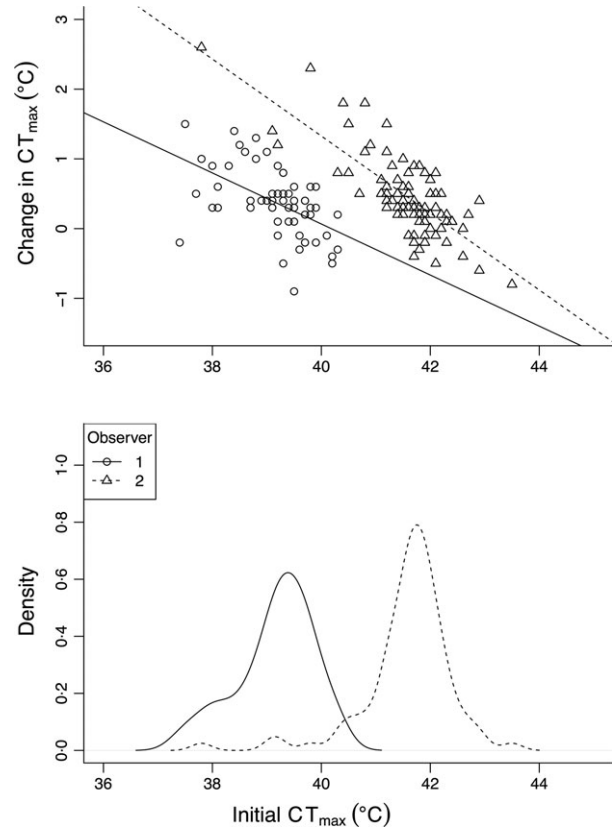 Change in CTmax (°C)
3
2
1
0
−1
36 38 40 42 44
Observer
1
2
Density
1·0
0·8
0·6
0·4
0·2
0·0
36 38 40 42 44
Initial CTmax (°C)